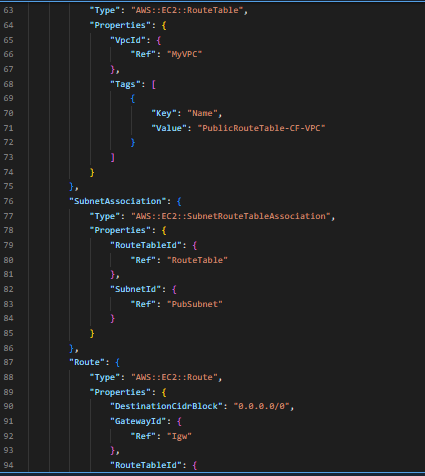 63 "Type": "AWS::EC2::RouteTable",
64 "Properties": {
65 "VpcId": {
66 "Ref": "MyVPC"
67 },
68 "Tags": [
69 {
70 "Key": "Name",
71 "Value": "PublicRouteTable-CF-VPC"
72 }
73 ]
74 }
75 },
76 "SubnetAssociation": {
77 "Type": "AWS::EC2::SubnetRouteTableAssociation",
78 "Properties": {
79 "RouteTableId": {
80 "Ref": "RouteTable"
81 },
82 "SubnetId": {
83 "Ref": "PubSubnet"
84 }
85 }
86 },
87 "Route": {
88 "Type": "AWS::EC2::Route",
89 "Properties": {
90 "DestinationCidrBlock": "0.0.0.0/0",
91 "GatewayId": {
92 "Ref": "Igw"
93 },
94 "RouteTableId": {